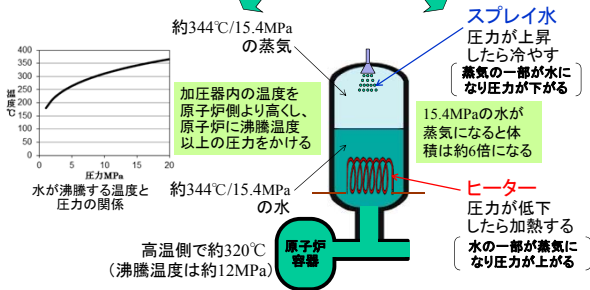 約344℃/15.4MPa
の蒸気
スプレイ水
圧力が上昇
したら冷やす
蒸気の一部が水に
なり圧力が下がる
400
350
300
250
200
150
100
50
0
温度℃
0
5
10
15
20
圧力MPa
水が沸騰する温度と
圧力の関係
加圧器内の温度を
原子炉側より高くし、
原子炉に沸騰温度
以上の圧力をかける
15.4MPaの水が
蒸気になると体
積は約6倍になる
約344℃/15.4MPa
の水
ヒーター
圧力が低下
したら加熱する
水の一部が蒸気に
なり圧力が上がる
高温側で約320℃
（沸騰温度は約12MPa）
原子炉
容器